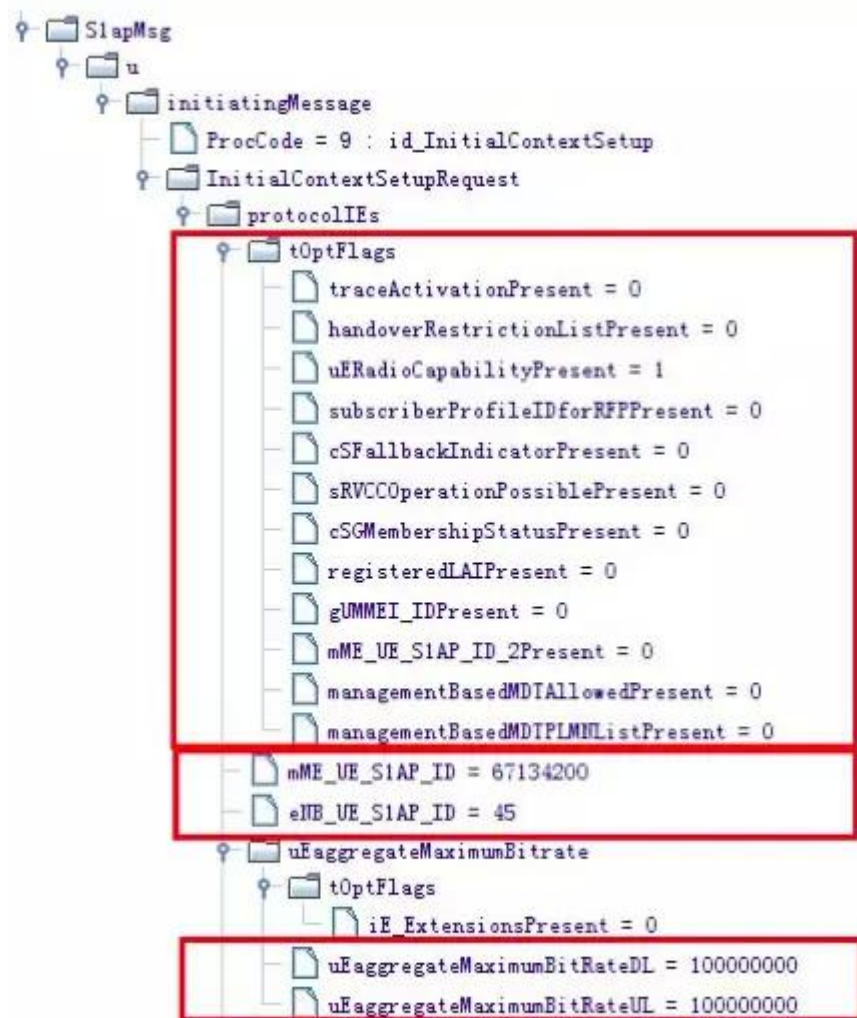 S1apMsg
u
initiatingMessage
ProcCode = 9 : id_InitialContextSetup
InitialContextSetupRequest
protocolIEs
tOptFlags
traceActivationPresent = 0
handoverRestrictionListPresent = 0
uERadioCapabilityPresent = 1
subscriberProfileIDforRFPPresent = 0
cSFallbackIndicatorPresent = 0
sRVCCOperationPossiblePresent = 0
cSGMembershipStatusPresent = 0
registeredLAIPresent = 0
gUMMEI_IDPresent = 0
mME_UE_S1AP_ID_2Present = 0
managementBasedMDTAllowedPresent = 0
managementBasedMDTPLMNListPresent = 0
mME_UE_S1AP_ID = 67134200
eNB_UE_S1AP_ID = 45
uEaggregateMaximumBitrate
tOptFlags
iE_ExtensionsPresent = 0
uEaggregateMaximumBitRateDL = 100000000
uEaggregateMaximumBitRateUL = 100000000